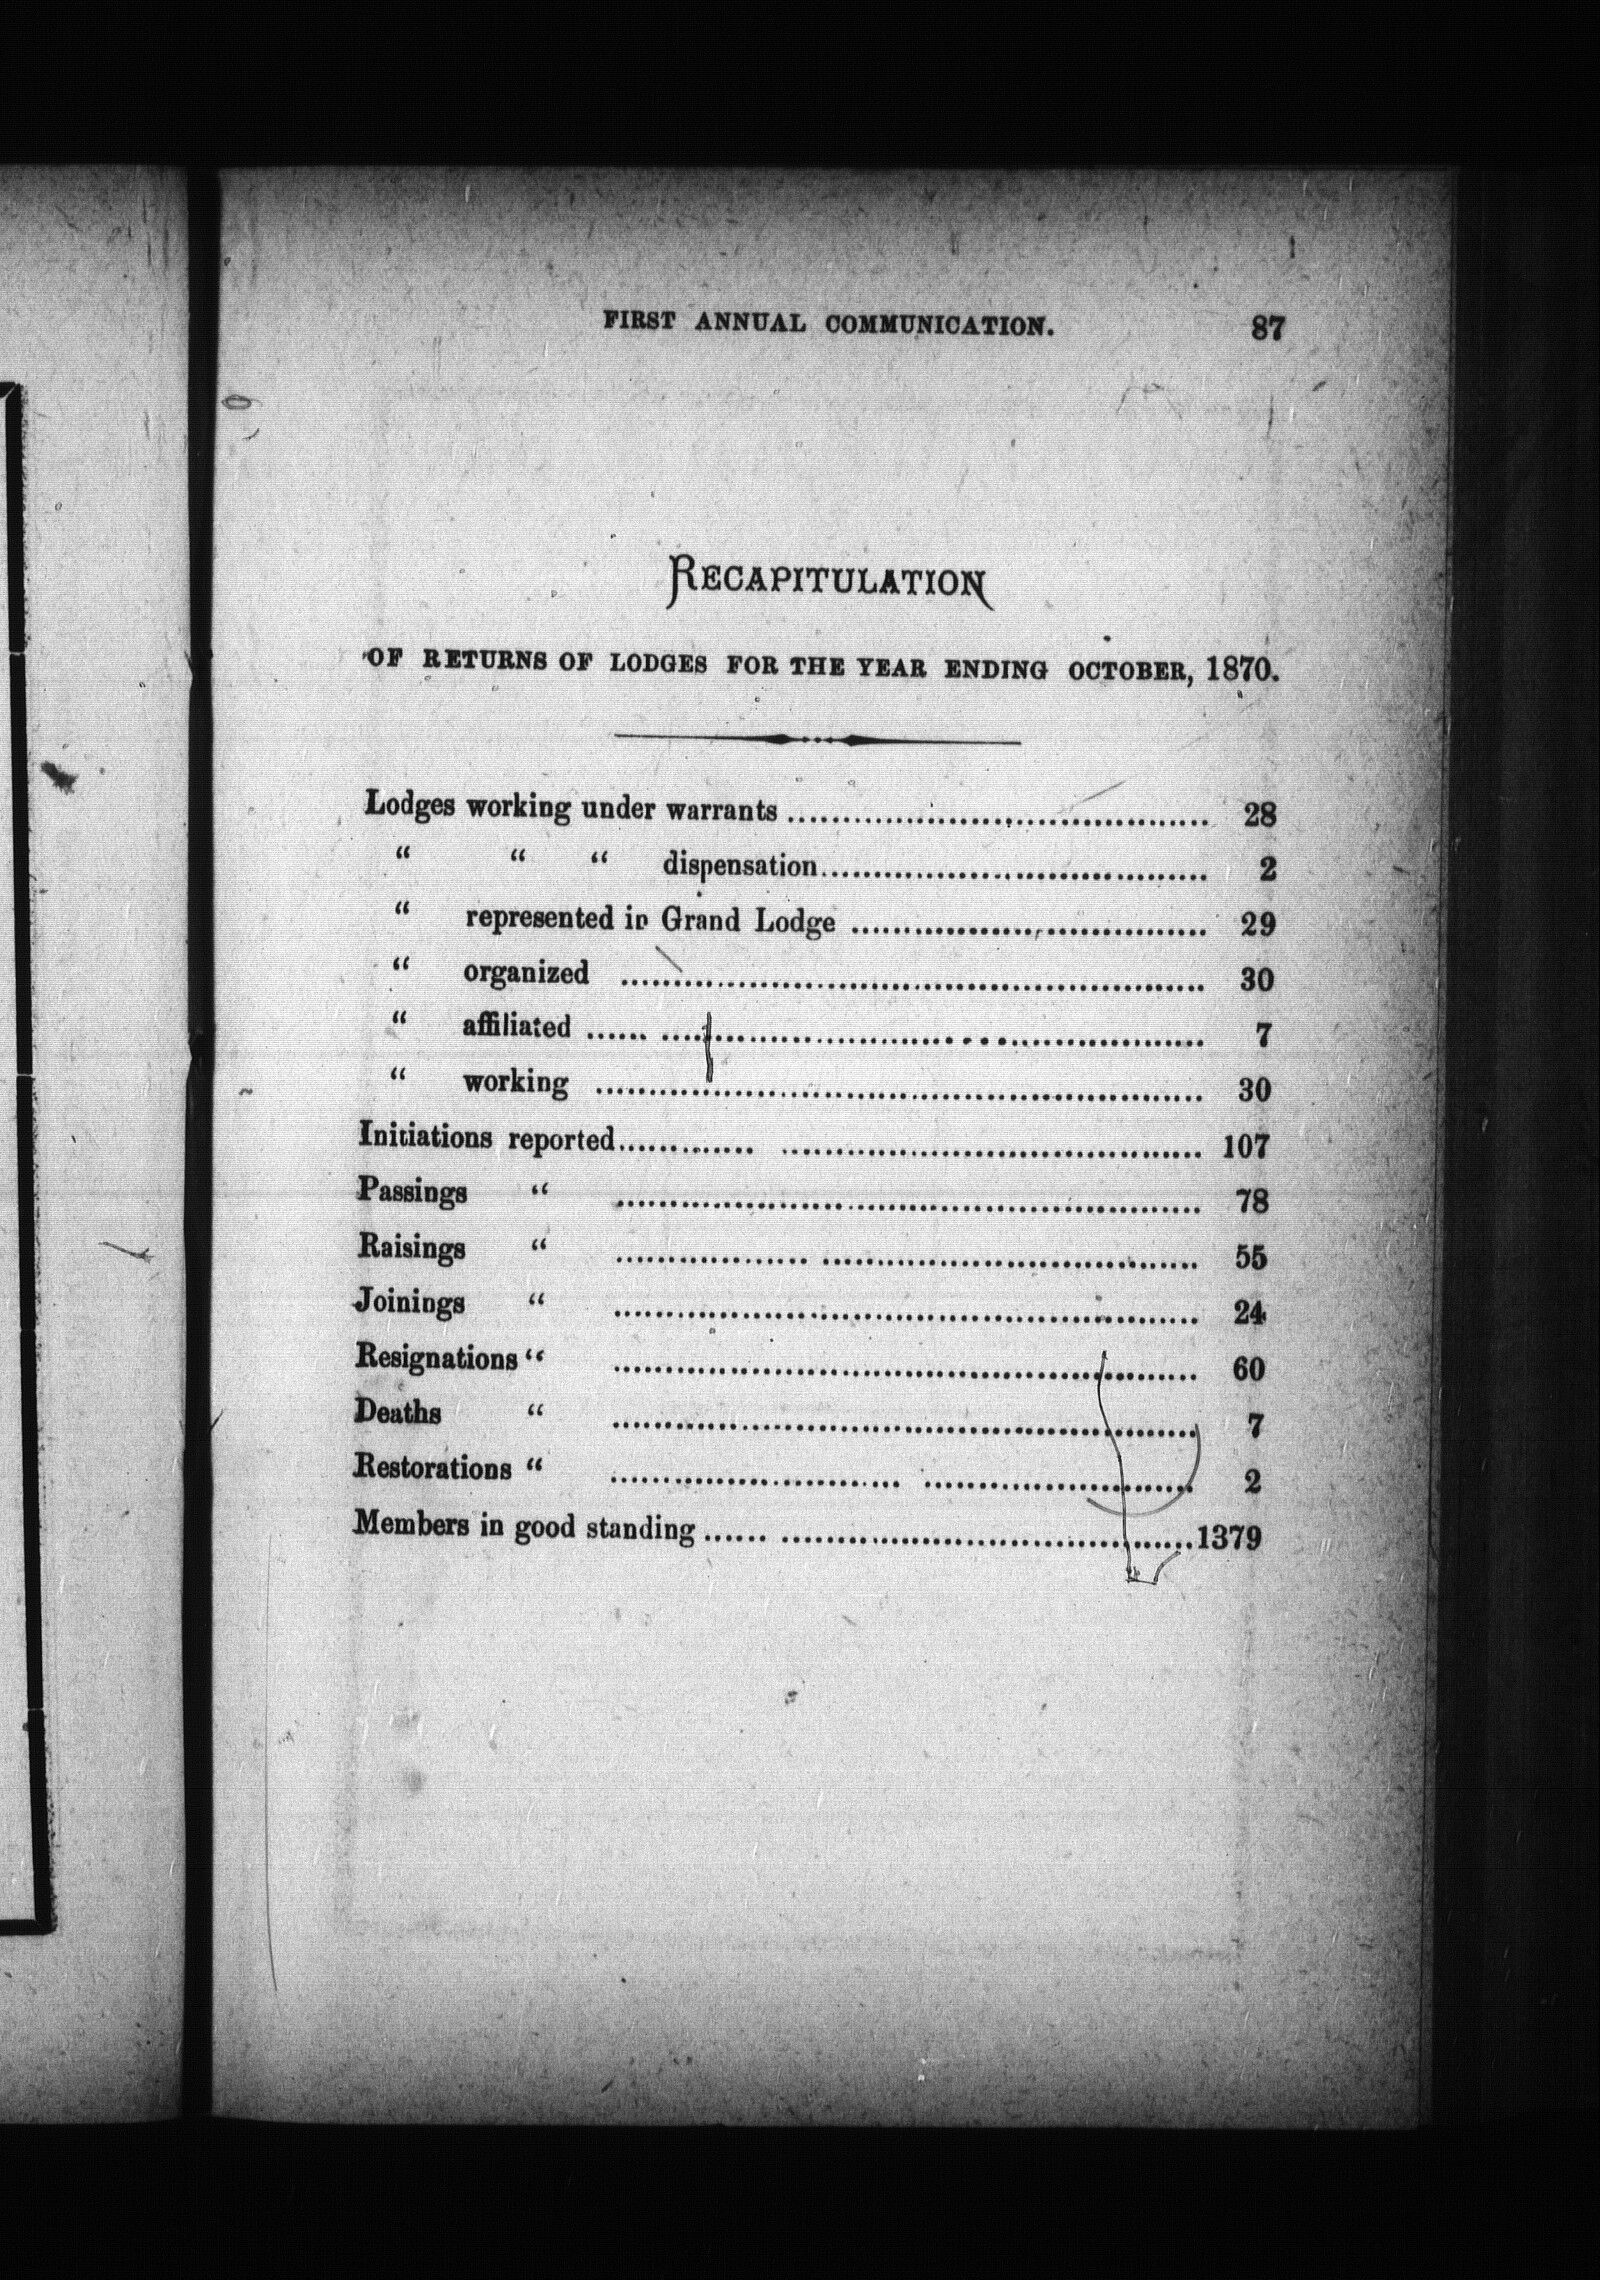 FIRST ANNUAL COMMUNICATION. 87
RECAPITULATION
OF RETURNS OF LODGES FOR THE YEAR ENDING OCTOBER, 1870.
Lodges working under warrants ........................................ 28
“ “ “ dispensation........................................ 2
“ represented in Grand Lodge ........................................ 29
“ organized ........................................ 30
“ affiliated ...... ........................................ 7
“ working ........................................ 30
Initiations reported............. ........................................ 107
Passings “ ........................................ 78
Raisings “ .................. ........................................ 55
Joinings “ ........................................ 24
Resignations “ ........................................ 60
Deaths “ ........................................ 7
Restorations “ ........................... ......................... 2
Members in good standing ...... ........................................1379